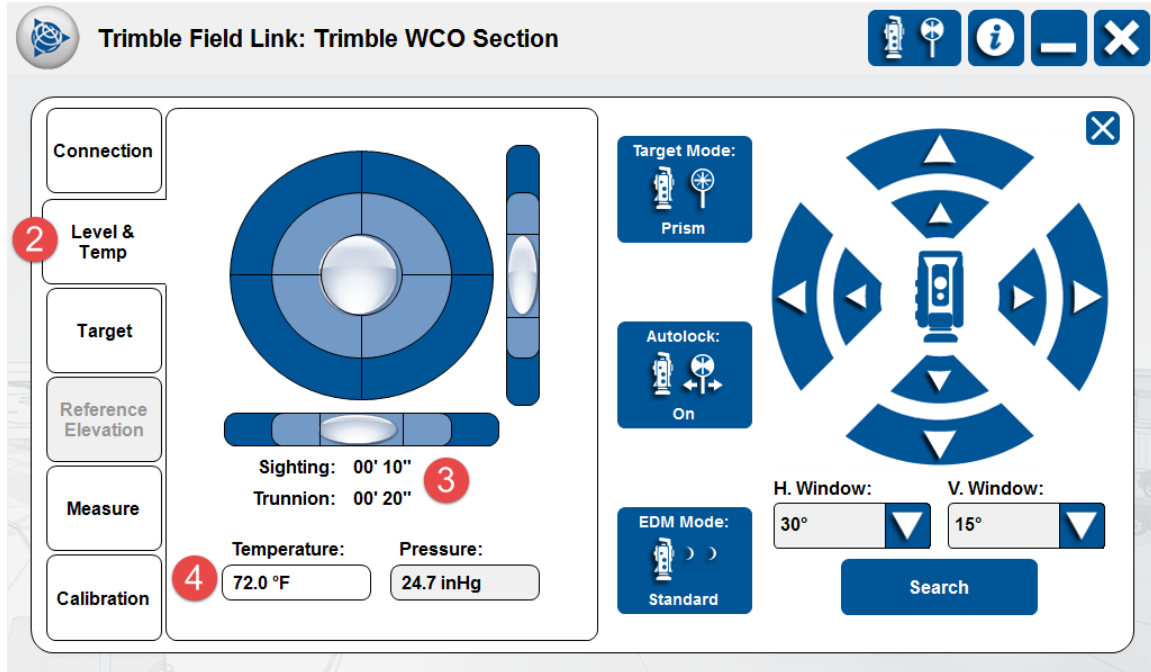 Trimble Field Link: Trimble WCO Section
Connection
2
Level &
Temp
Target
Reference
Elevation
Measure
Calibration
Sighting: 00' 10"
Trunnion: 00' 20"
3
Temperature:
Pressure:
4
72.0 °F
24.7 inHg
Target Mode:
Prism
Autolock:
On
EDM Mode:
Standard
H. Window:
V. Window:
30°
15°
Search